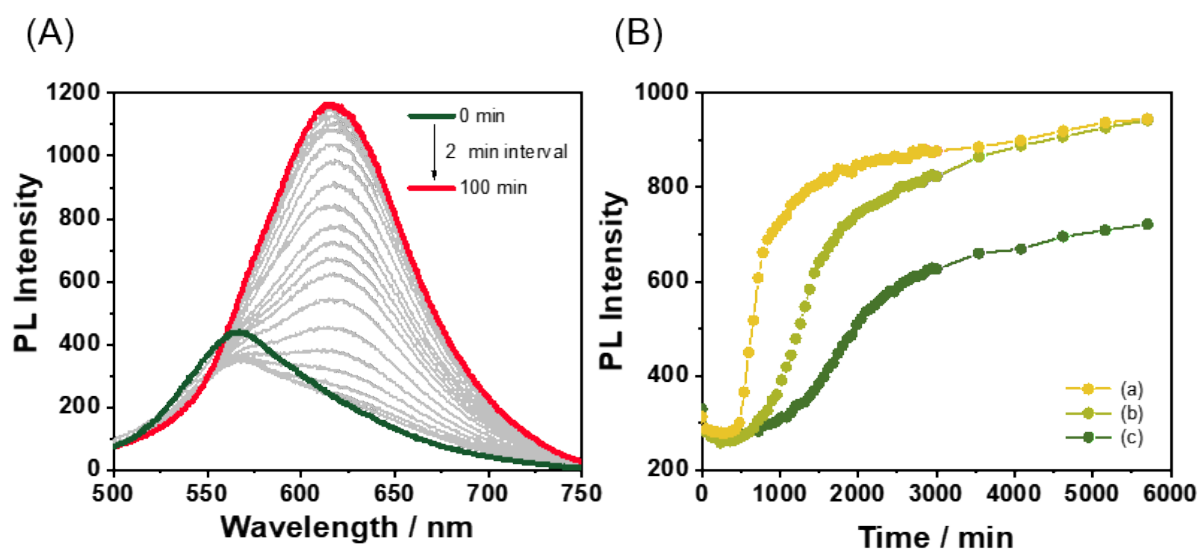 (A)
PL Intensity
1200
1000
800
600
400
200
0
500
550
600
650
700
750
Wavelength / nm
0 min
2 min interval
100 min
(B)
PL Intensity
1000
800
600
400
200
0
1000
2000
3000
4000
5000
6000
Time / min
(a)
(b)
(c)